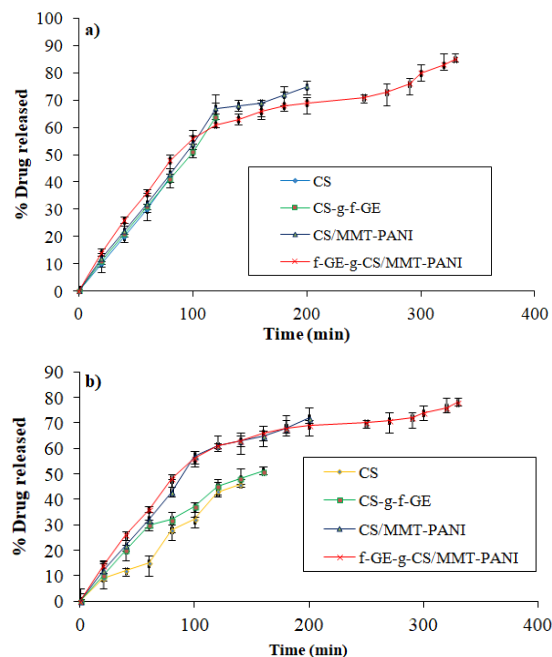 100
a)
90
80
70
60
50
40
30
20
10
0
% Drug released
CS
CS-g-f-GE
CS/MMT-PANI
f-GE-g-CS/MMT-PANI
0 100 200 300 400
Time (min)
90
b)
80
70
60
50
40
30
20
10
0
% Drug released
CS
CS-g-f-GE
CS/MMT-PANI
f-GE-g-CS/MMT-PANI
0 100 200 300 400
Time (min)